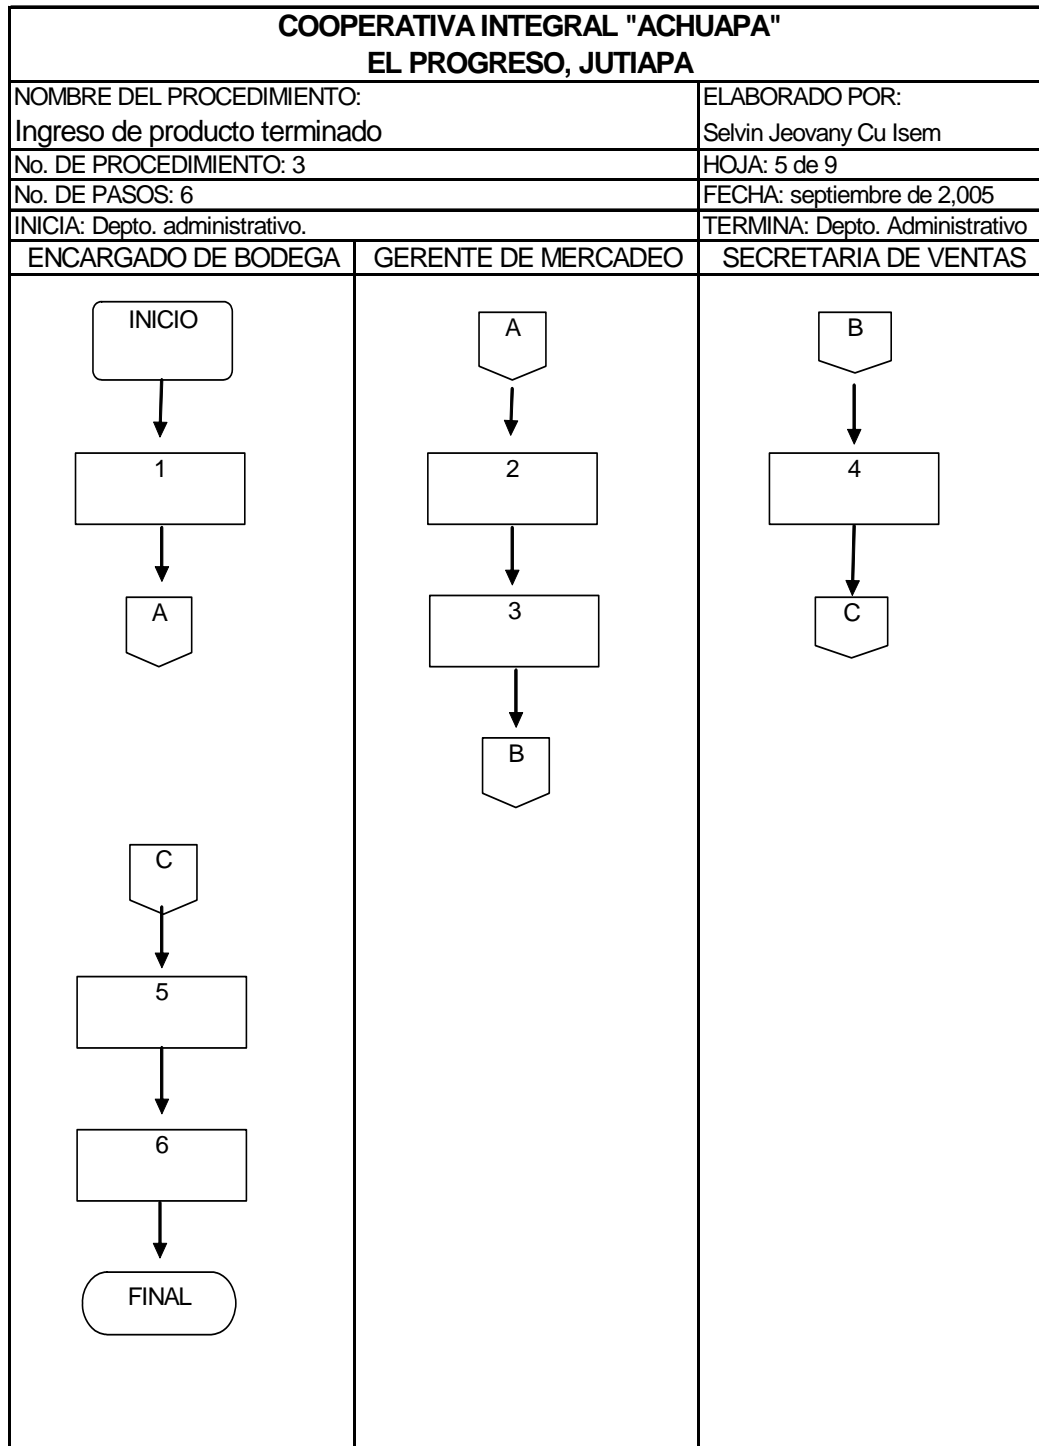 COOPERATIVA INTEGRAL "ACHUAPA"
EL PROGRESO, JUTIAPA
NOMBRE DEL PROCEDIMIENTO:
Ingreso de producto terminado
ELABORADO POR:
Selvin Jeovany Cu Isem
No. DE PROCEDIMIENTO: 3
HOJA: 5 de 9
No. DE PASOS: 6
FECHA: septiembre de 2,005
INICIA: Depto. administrativo.
TERMINA: Depto. Administrativo
ENCARGADO DE BODEGA
GERENTE DE MERCADEO
SECRETARIA DE VENTAS
INICIO
1
A
C
5
6
FINAL
A
2
3
B
B
4
C